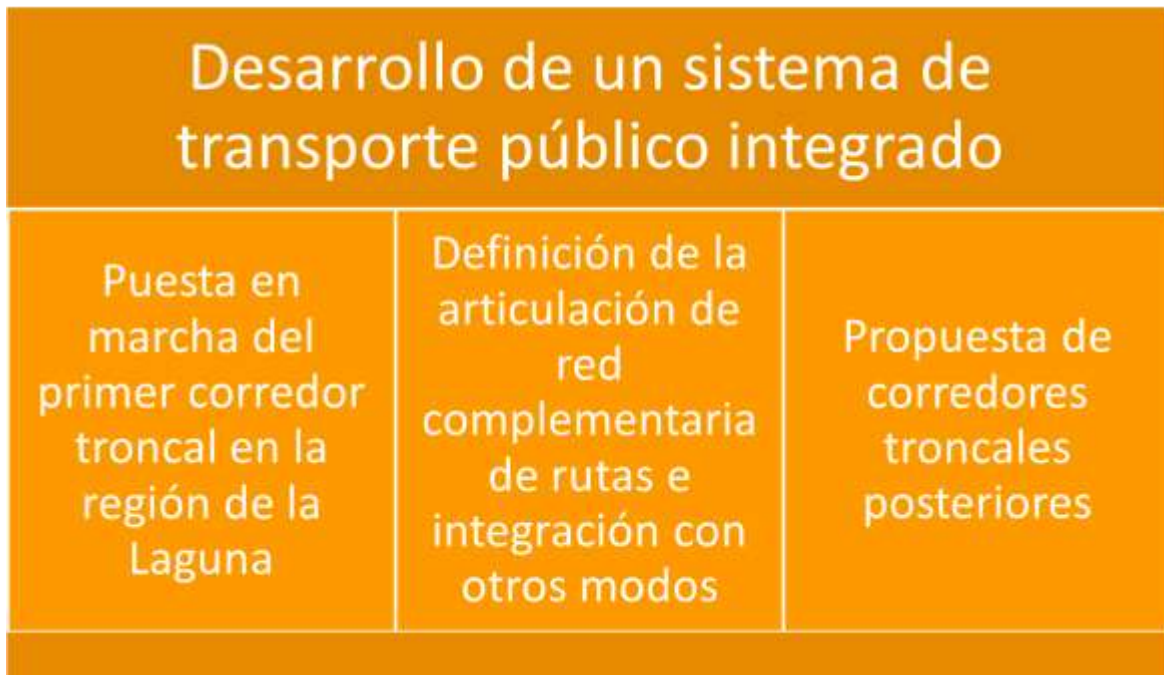 Desarrollo de un sistema de
transporte público integrado
Puesta en
marcha del
primer corredor
troncal en la
región de la
Laguna
Definición de la
articulación de
red
complementaria
de rutas e
integración con
otros modos
Propuesta de
corredores
troncales
posteriores